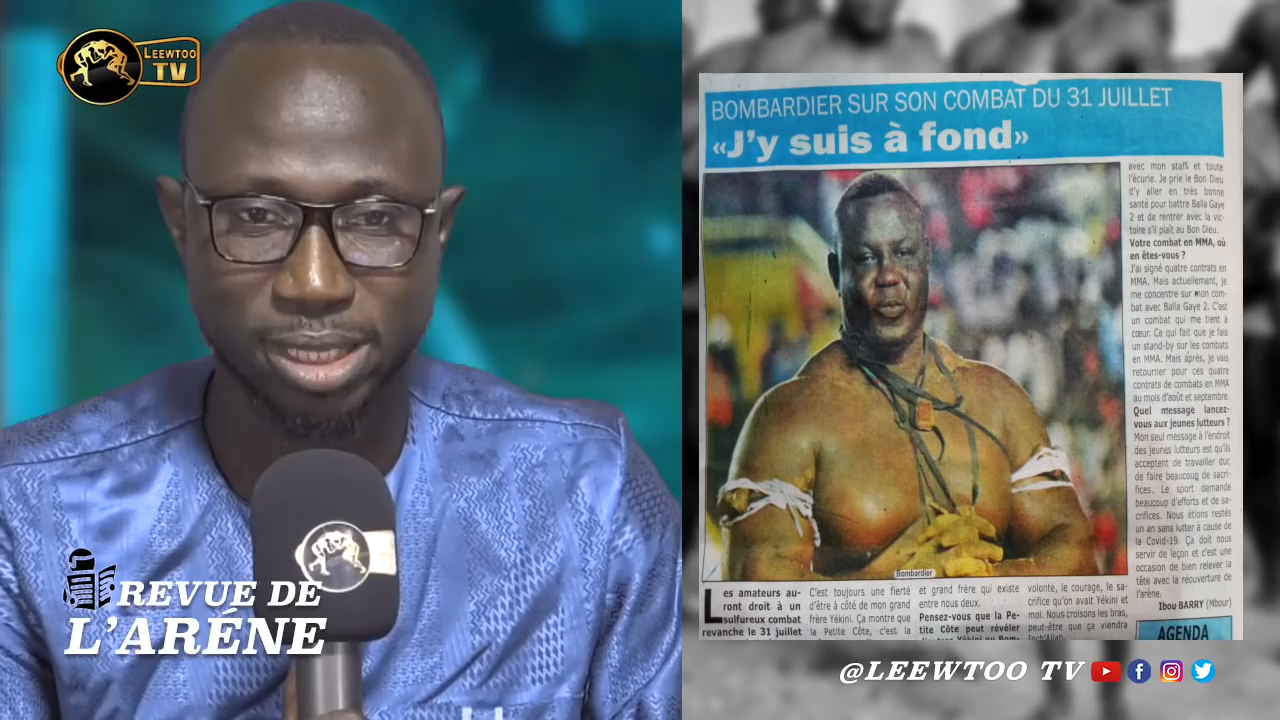 LEEWTOO
TV
REVUE DE
L'ARÉNE
BOMBARDIER SUR SON COMBAT DU 31 JUILLET
«J'y suis à fond»
Bombardier
Les amateurs au-
ront droit à un
sulfureux combat
revanche le 31 juillet
C'est toujours une fierté
d'être à côté de mon grand
frère Yékini. Ça montre que
la Petite Côte, c'est la
et grand frère qui existe
entre nous deux.
Pensez-vous que la Pe-
tite Côte peut révéler
volonté, le courage, le sa-
crifice qu'on avait Yékini et
moi. Nous croisons les bras,
peut-être que ça viendra
Inch'Allah
avec mon staff et toute
l'écurie. Je prie le Bon Dieu
d'y aller en très bonne
santé pour battre Balla Gaye
2 et de rentrer avec la vic-
toire s'il plaît au Bon Dieu.
Votre combat en MMA, où
en êtes-vous ?
J'ai signé quatre contrats en
MMA. Mais actuellement, je
me concentre sur mon com-
bat avec Balla Gaye 2. C'est
un combat qui me tient à
cœur. Ce qui fait que je fais
un stand-by sur les combats
en MMA. Mais après, je vais
retourner pour ces quatre
contrats de combats en MMA
au mois d'août et septembre.
Quel message lancez-
vous aux jeunes lutteurs ?
Mon seul message à l'endroit
des jeunes lutteurs est qu'ils
acceptent de travailler dur,
de faire beaucoup de sacri-
fices. Le sport demande
beaucoup d'efforts et de sa-
crifices. Nous étions restés
un an sans lutter à cause de
la Covid-19. Ça doit nous
servir de leçon et c'est une
occasion de bien relever la
tête avec la réouverture de
l'arène.
Ibou BARRY (Mbour)
AGENDA
@LEEWTOO TV